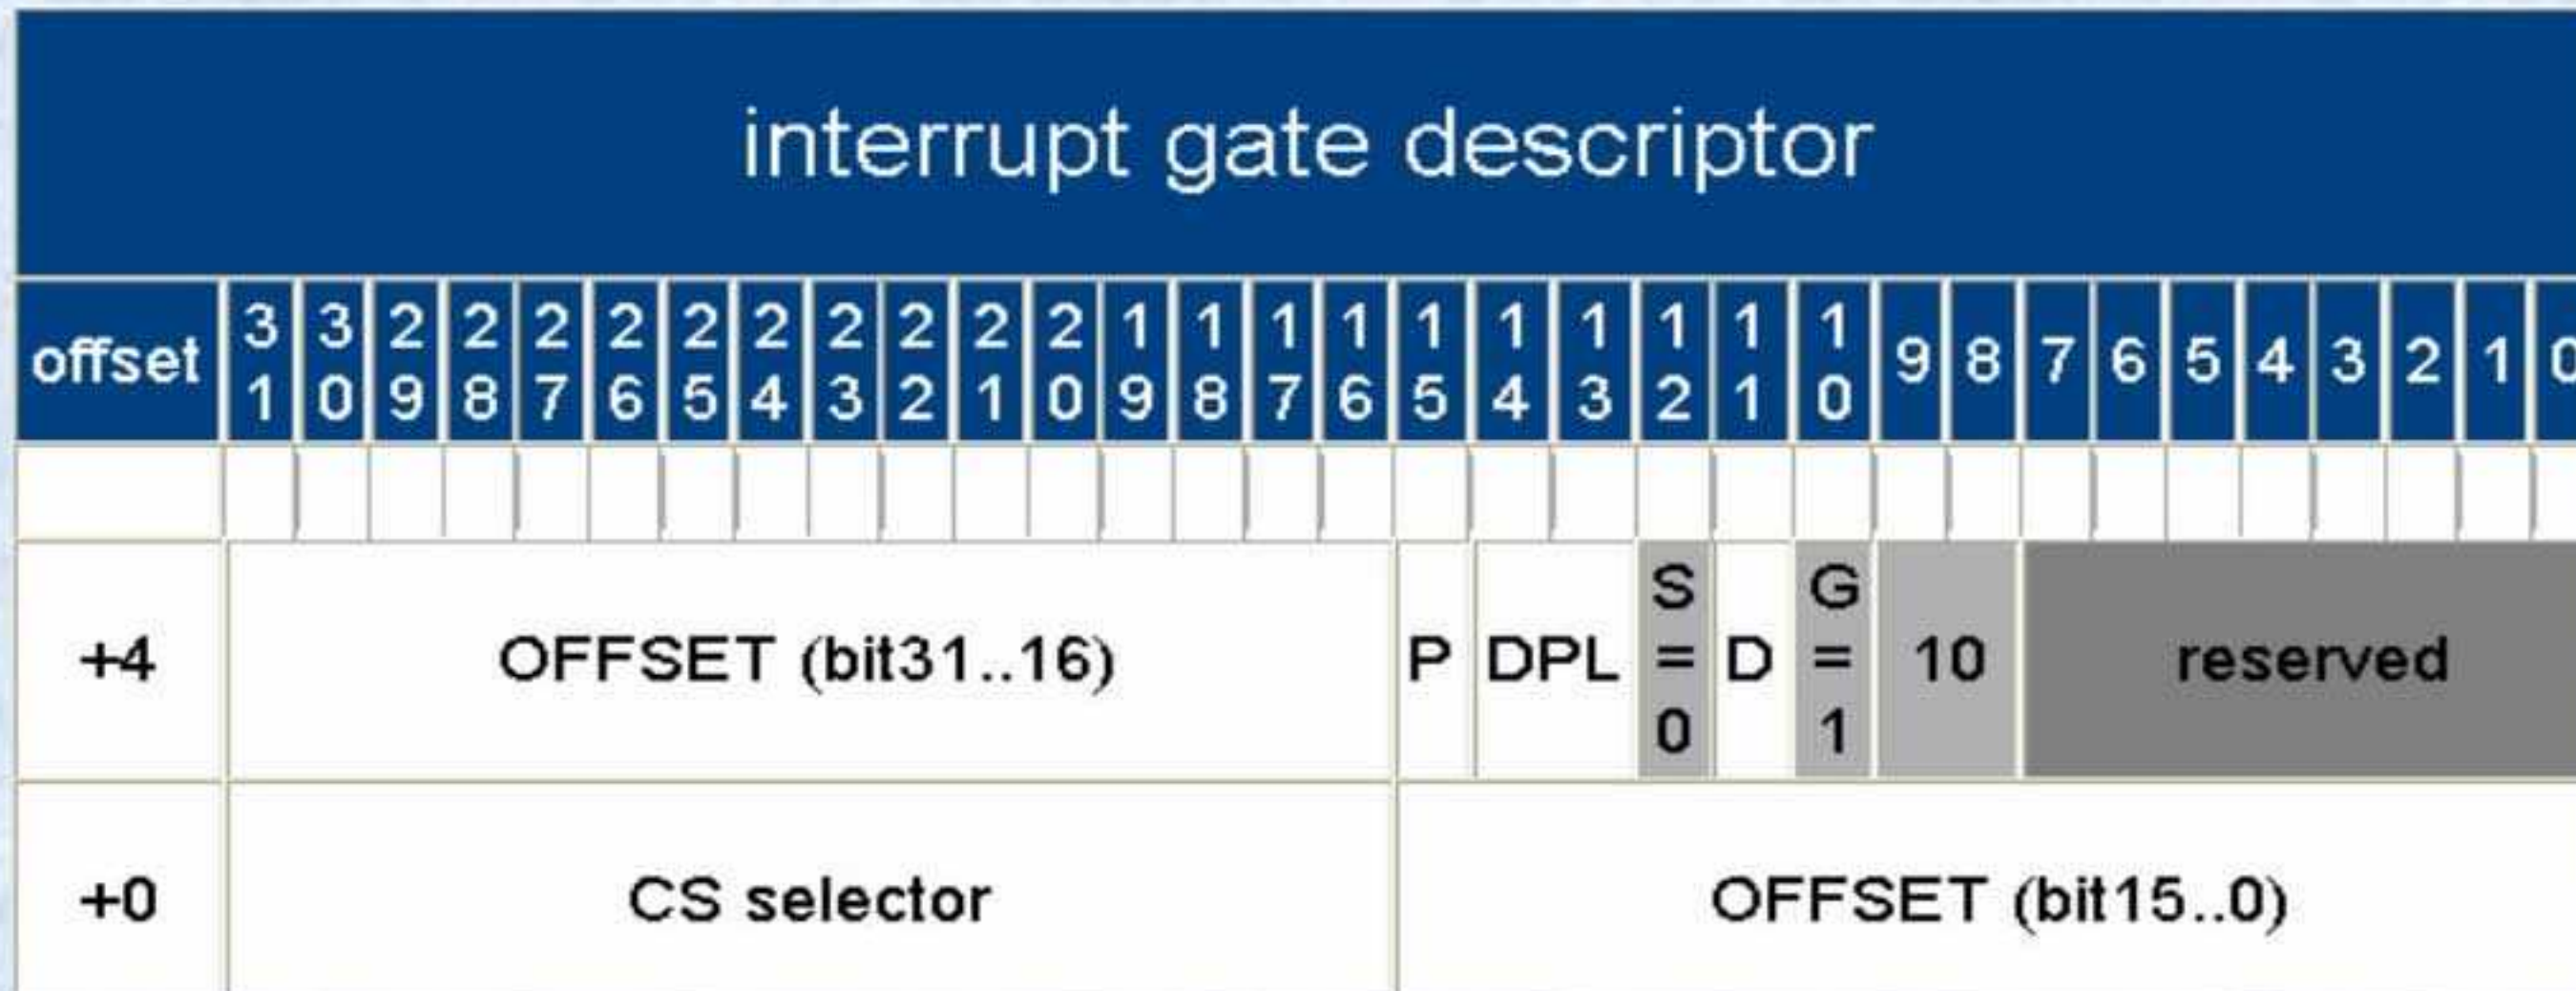 interrupt gate descriptor
offset 31 30 29 28 27 26 25 24 23 22 21 20 19 18 17 16 15 14 13 12 11 10 9 8 7 6 5 4 3 2 1 0
+4 OFFSET (bit31..16) P DPL S=0 D G=1 10 reserved
+0 CS selector OFFSET (bit15..0)